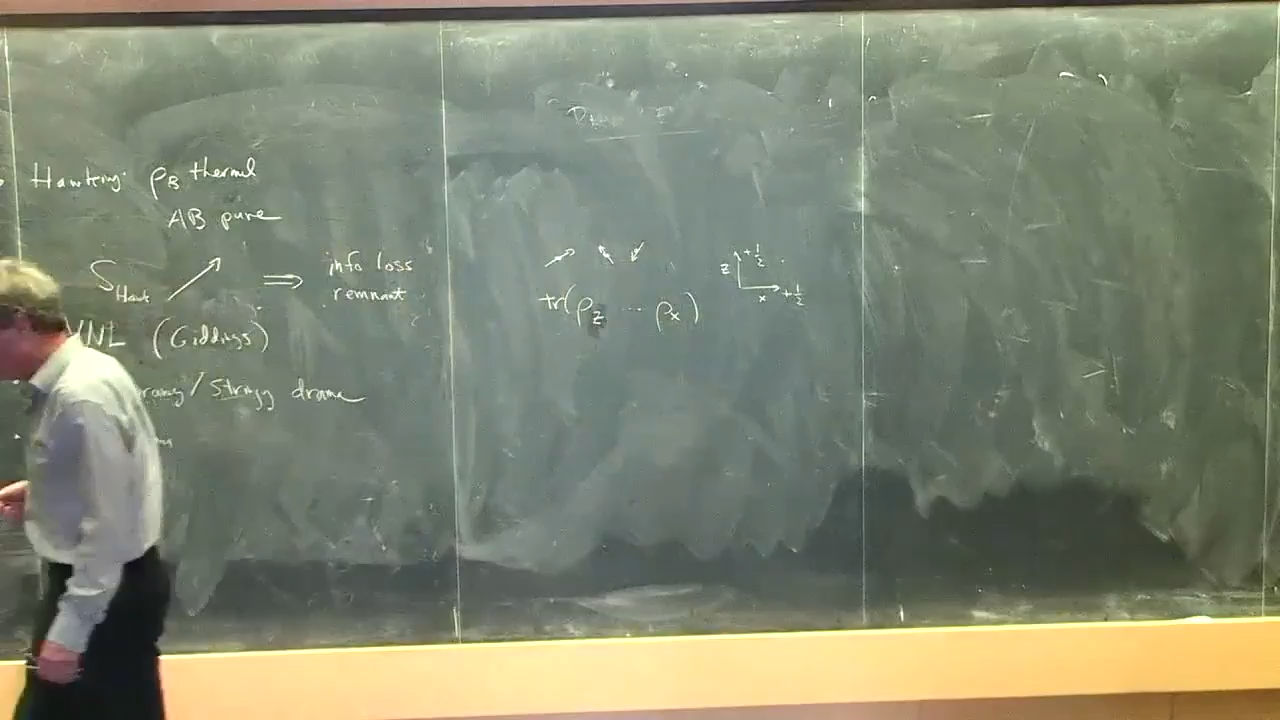 Hawking: ρ_B thermal
AB pure
S_Hawk ↗ ⇒ info loss
remnant
NL (Giddings)
/ Stringy drama
tr(ρ_z ... ρ_x)
z +1/2
x +1/2